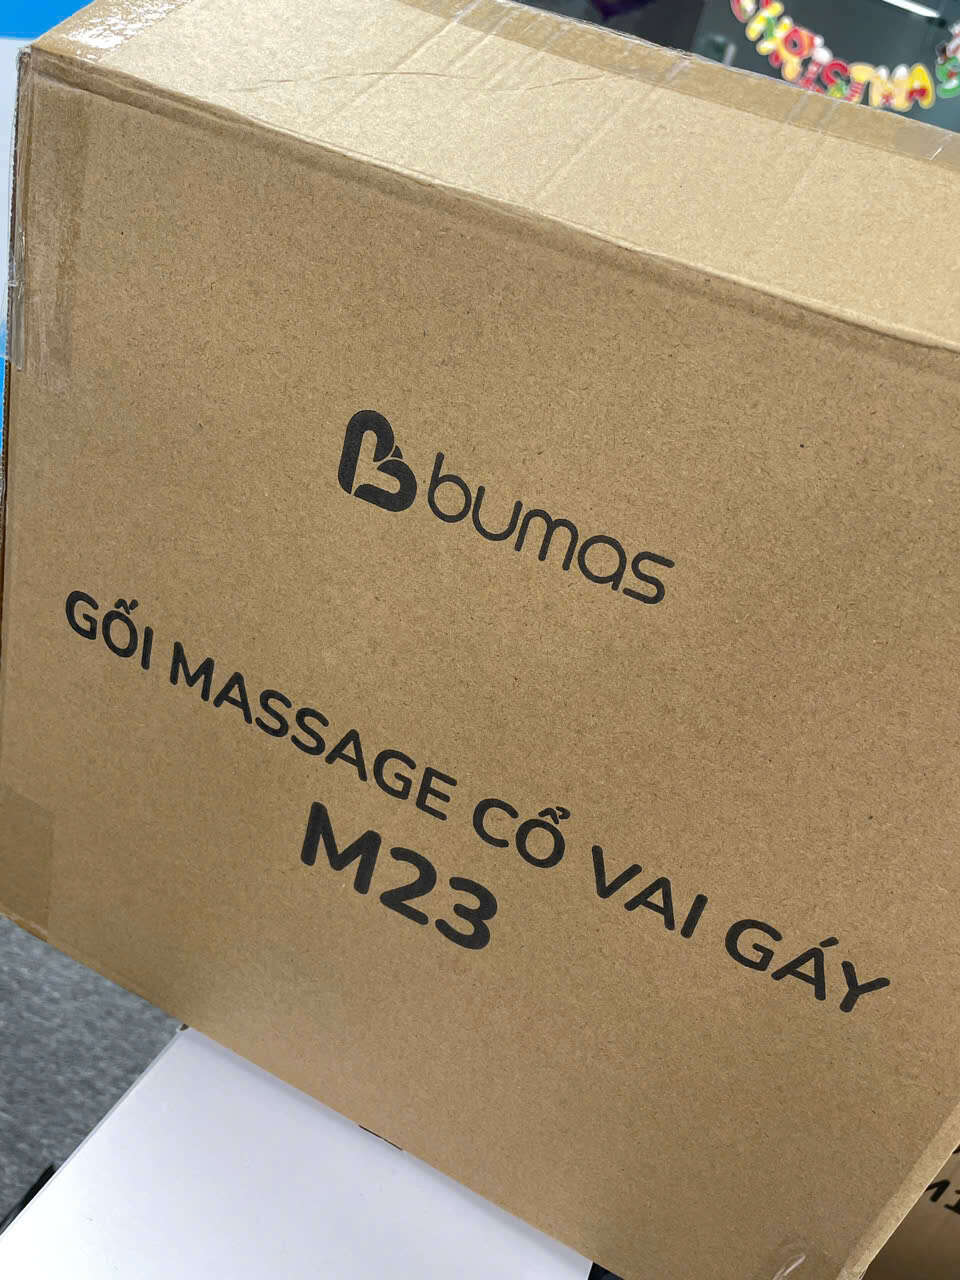 bumas
GỐI MASSAGE CỔ VAI GÁY
M23